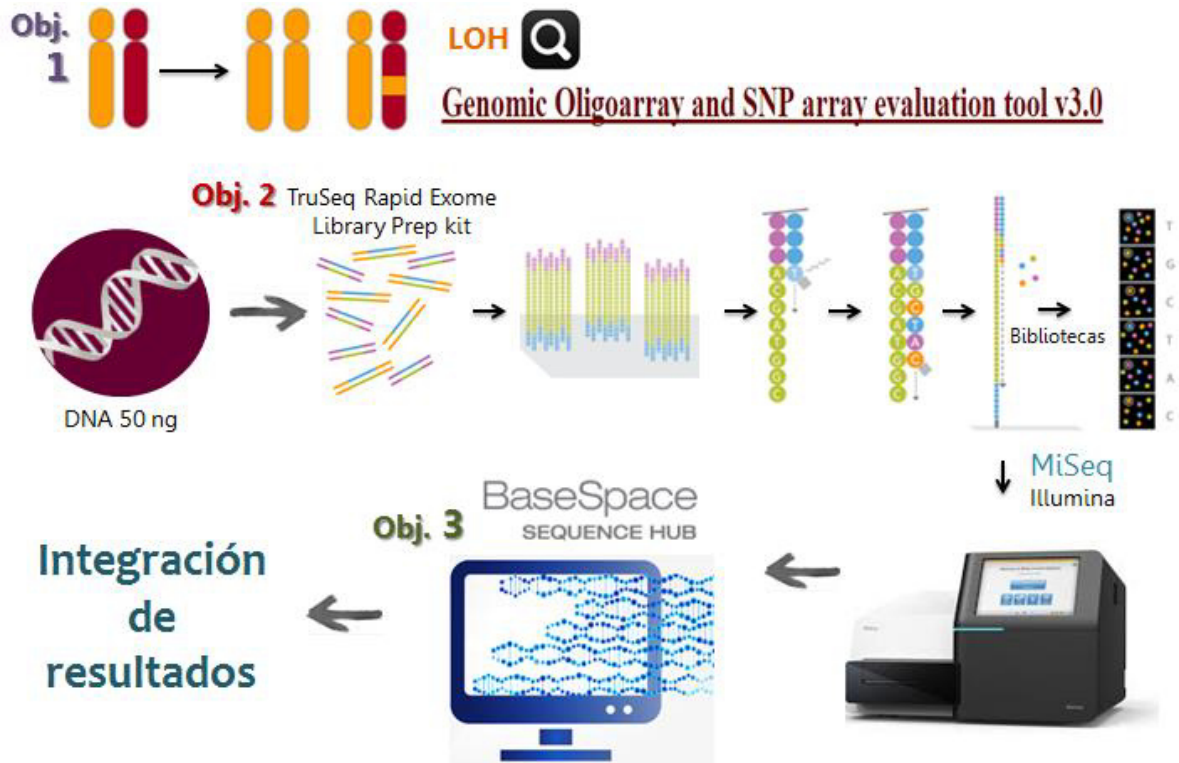 Obj.
1
LOH
Genomic Oligoarray and SNP array evaluation tool v3.0
Obj. 2 TruSeq Rapid Exome
Library Prep kit
DNA 50 ng
A T
C
G
A
T
G
G
C
A T
C G
G C
A T
T A
G C
G
C
Bibliotecas
T
G
C
T
A
C
MiSeq
Illumina
BaseSpace
SEQUENCE HUB
Obj. 3
Integración
de
resultados